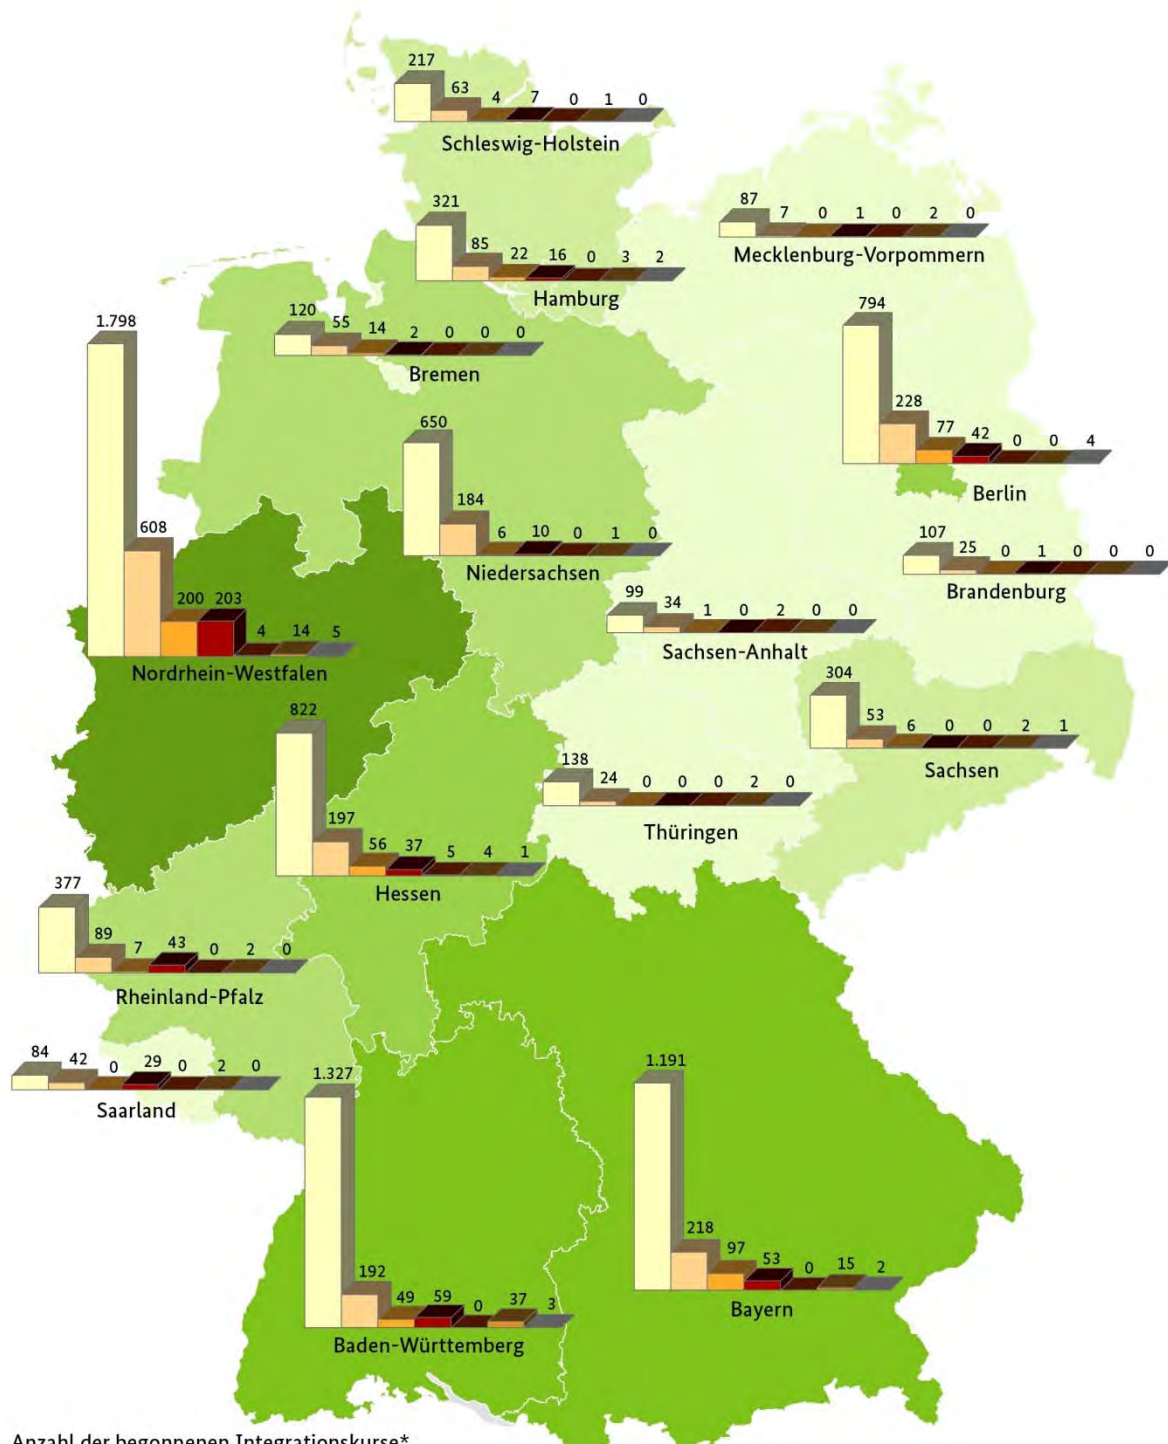 217 63 4 7 0 1 0
Schleswig-Holstein
87 7 0 1 0 2 0
Mecklenburg-Vorpommern
321 85 22 16 0 3 2
Hamburg
120 55 14 2 0 0 0
Bremen
794 228 77 42 0 0 4
Berlin
1.798 608 200 203 4 14 5
Nordrhein-Westfalen
650 184 6 10 0 1 0
Niedersachsen
107 25 0 1 0 0 0
Brandenburg
99 34 1 0 2 0 0
Sachsen-Anhalt
304 53 6 0 0 2 1
Sachsen
822 197 56 37 5 4 1
Hessen
138 24 0 0 0 2 0
Thüringen
377 89 7 43 0 2 0
Rheinland-Pfalz
84 42 0 29 0 2 0
Saarland
1.327 192 49 59 0 37 3
Baden-Württemberg
1.191 218 97 53 0 15 2
Bayern
Anzahl der begonnenen Integrationskurse*